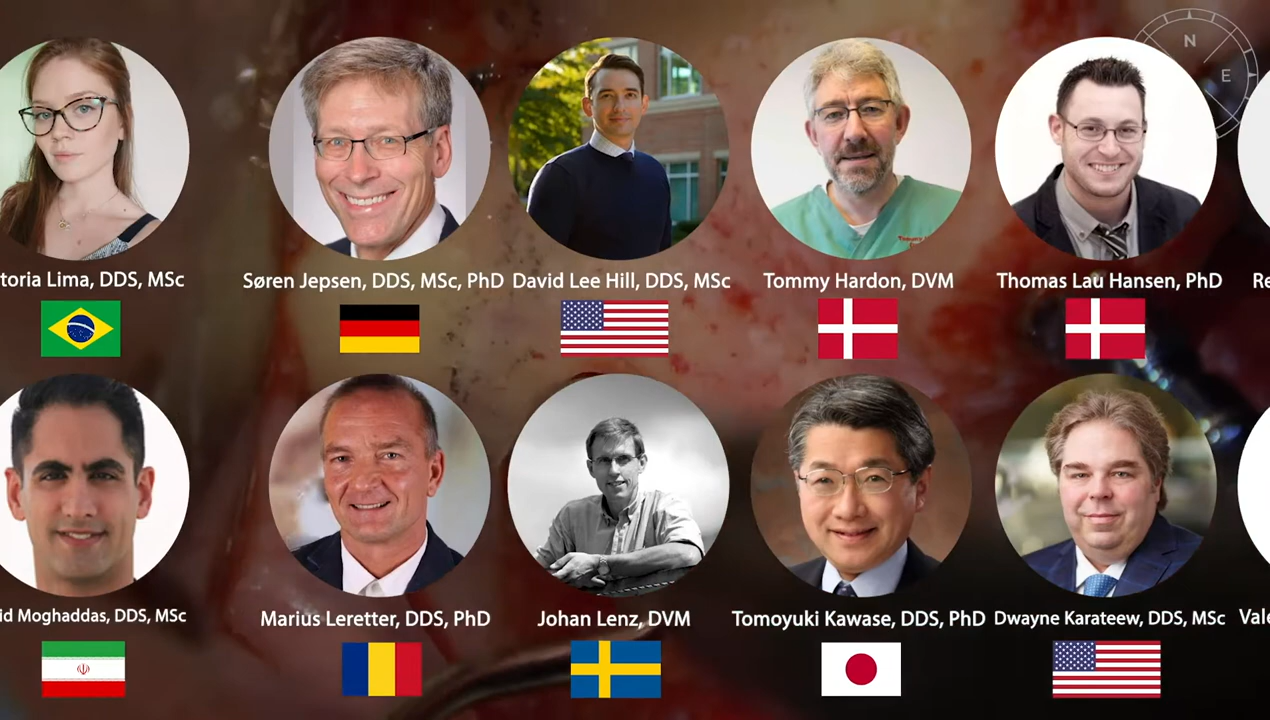 N
E
toria Lima, DDS, MSc
Søren Jepsen, DDS, MSc, PhD
David Lee Hill, DDS, MSc
Tommy Hardon, DVM
Thomas Lau Hansen, PhD
Re
id Moghaddas, DDS, MSc
Marius Leretter, DDS, PhD
Johan Lenz, DVM
Tomoyuki Kawase, DDS, PhD
Dwayne Karateew, DDS, MSc
Vale